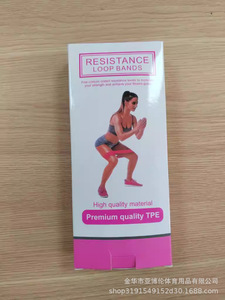 RESISTANCE
LOOP BANDS
High quality material
Premium quality TPE
金华市亚博伦体育用品有限公司
shop3191549152d30.1688.com